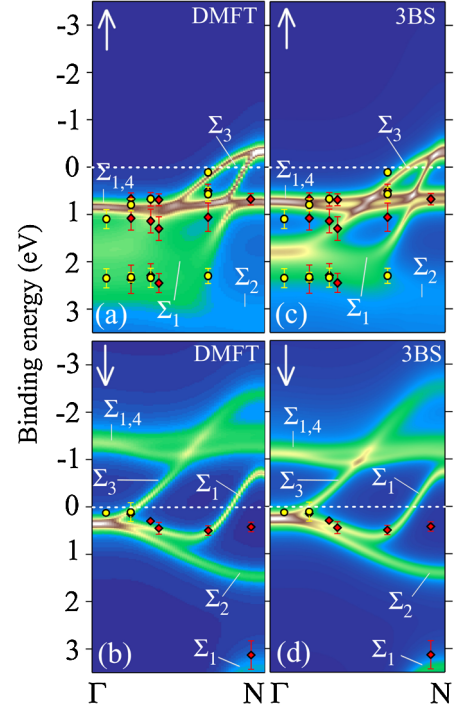 DMFT 3BS
-3
-2
-1
0
1
2
3
Σ3 Σ3
Σ1,4 Σ1,4
Σ2 Σ2
Σ1 Σ1
(a) (c)
Binding energy (eV)
DMFT 3BS
-3
-2
-1
0
1
2
3
Σ1,4 Σ1,4
Σ3 Σ1 Σ3 Σ1
Σ2 Σ2
(b) Σ1 (d) Σ1
Γ N Γ N